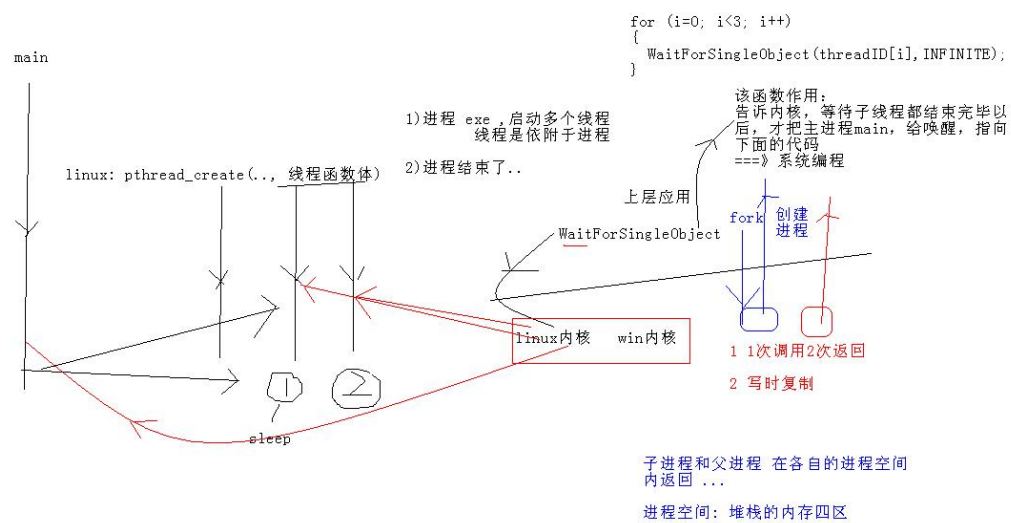 for (i=0; i<3; i++)
{
WaitForSingleObject(threadID[i],INFINITE);
}
main
该函数作用:
告诉内核，等待子线程都结束完毕以
后，才把主进程main，给唤醒，指向
下面的代码
===》系统编程
1)进程 exe ,启动多个线程
线程是依附于进程
2)进程结束了..
linux: pthread_create(.., 线程函数体)
上层应用
WaitForSingleObject
fork 创建
进程
linux内核 win内核
1 1次调用2次返回
2 写时复制
1
2
sleep
子进程和父进程 在各自的进程空间
内返回 ...
进程空间: 堆栈的内存四区